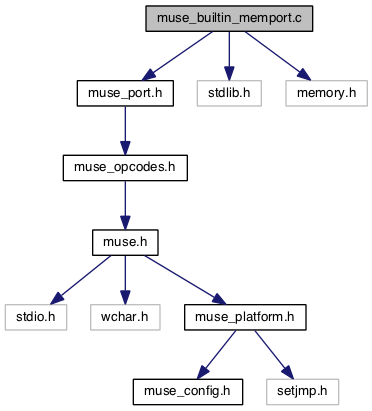 muse_builtin_memport.c
muse_port.h
stdlib.h
memory.h
muse_opcodes.h
muse.h
stdio.h
wchar.h
muse_platform.h
muse_config.h
setjmp.h